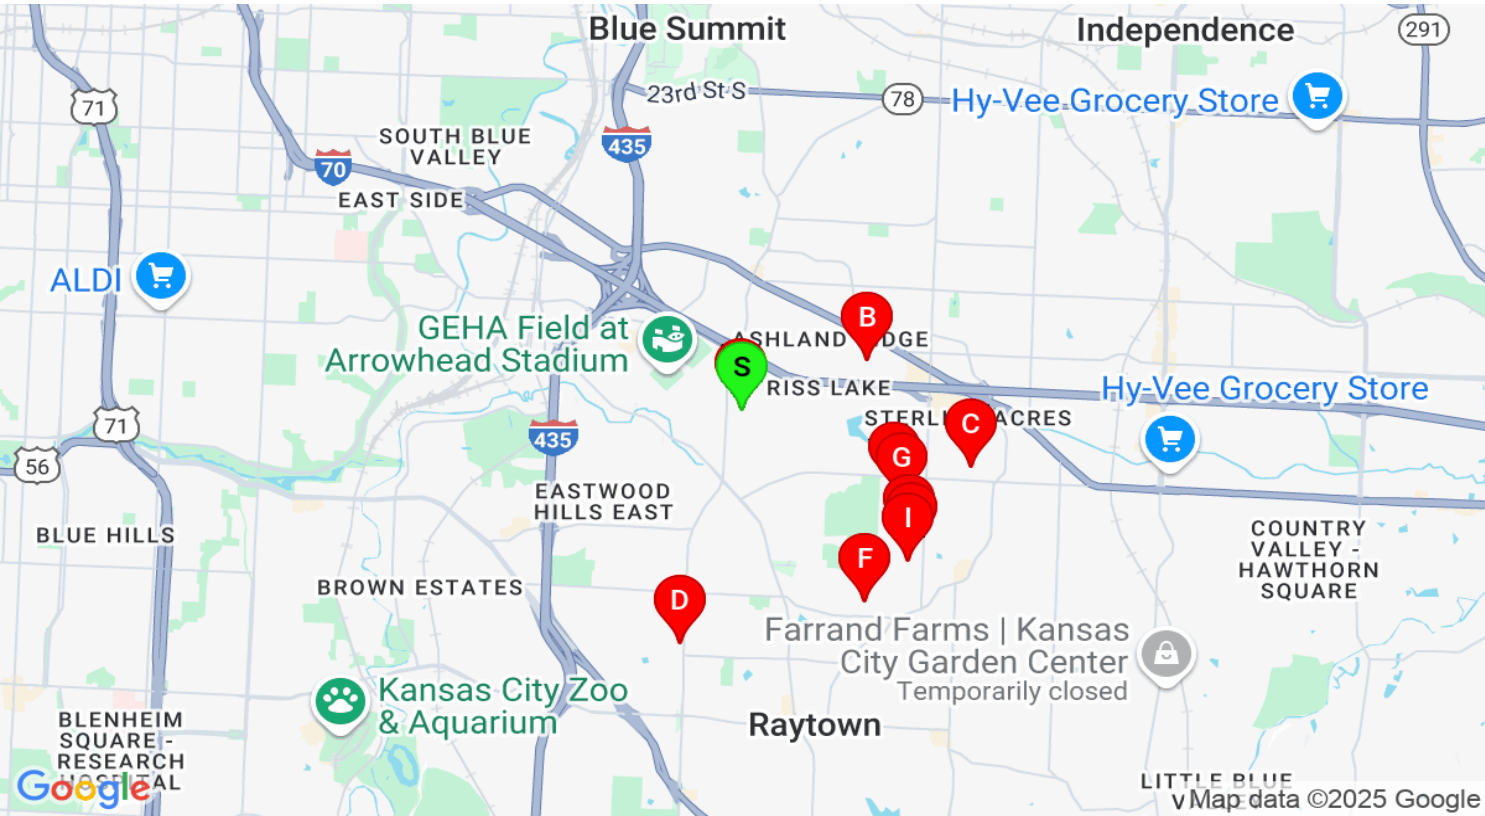 Blue Summit
Independence
291
71
23rd St S
78
Hy-Vee Grocery Store
SOUTH BLUE
VALLEY
435
70
EAST SIDE
ALDI
B
GEHA Field at
Arrowhead Stadium
S
RISS LAKE
Hy-Vee Grocery Store
C
71
435
56
G
EASTWOOD
HILLS EAST
I
BLUE HILLS
COUNTRY
VALLEY -
HAWTHORN
SQUARE
F
BROWN ESTATES
D
Farrand Farms | Kansas
City Garden Center
Temporarily closed
Kansas City Zoo
& Aquarium
Raytown
BLENHEIM
SQUARE -
RESEARCH
Google
LITTLE BLUE
Map data ©2025 Google